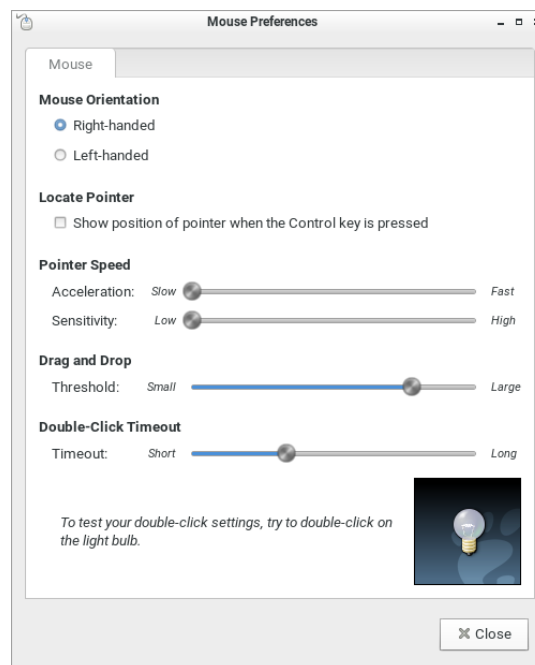 Mouse Preferences
Mouse
Mouse Orientation
Right-handed
Left-handed
Locate Pointer
Show position of pointer when the Control key is pressed
Pointer Speed
Acceleration: Slow Fast
Sensitivity: Low High
Drag and Drop
Threshold: Small Large
Double-Click Timeout
Timeout: Short Long
To test your double-click settings, try to double-click on
the light bulb.
Close